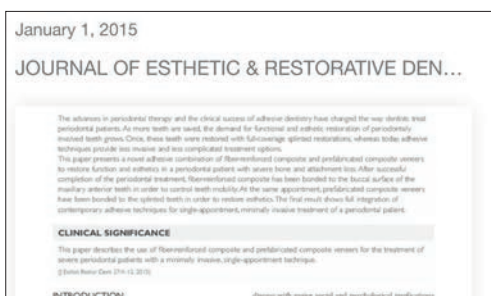 January 1, 2015
JOURNAL OF ESTHETIC & RESTORATIVE DEN...
The advances in periodontal therapy and the clinical success of adhesive dentistry have changed the way dentists treat
periodontal patients. As more teeth are saved, the demand for functional and esthetic restoration of periodontally
involved teeth grows. Once, these teeth were restored with full-coverage splinted restorations, whereas today adhesive
techniques provide less invasive and less complicated treatment options.
This paper presents a novel adhesive combination of fiber-reinforced composite and prefabricated composite veneers
to restore function and esthetics in a periodontal patient with severe bone and attachment loss. After successful
completion of the periodontal treatment, fiber-reinforced composite has been bonded to the buccal surface of the
maxillary anterior teeth in order to control teeth mobility. At the same appointment, prefabricated composite veneers
have been bonded to the splinted teeth in order to restore esthetics. The final result shows full integration of
contemporary adhesive techniques for single-appointment, minimally invasive treatment of a periodontal patient.
CLINICAL SIGNIFICANCE
This paper describes the use of fiber-reinforced composite and prefabricated composite veneers for the treatment of
severe periodontal patients with a minimally invasive, single-appointment technique.
(J Esthet Restor Dent 27:4–12, 2015)
INTRODUCTION